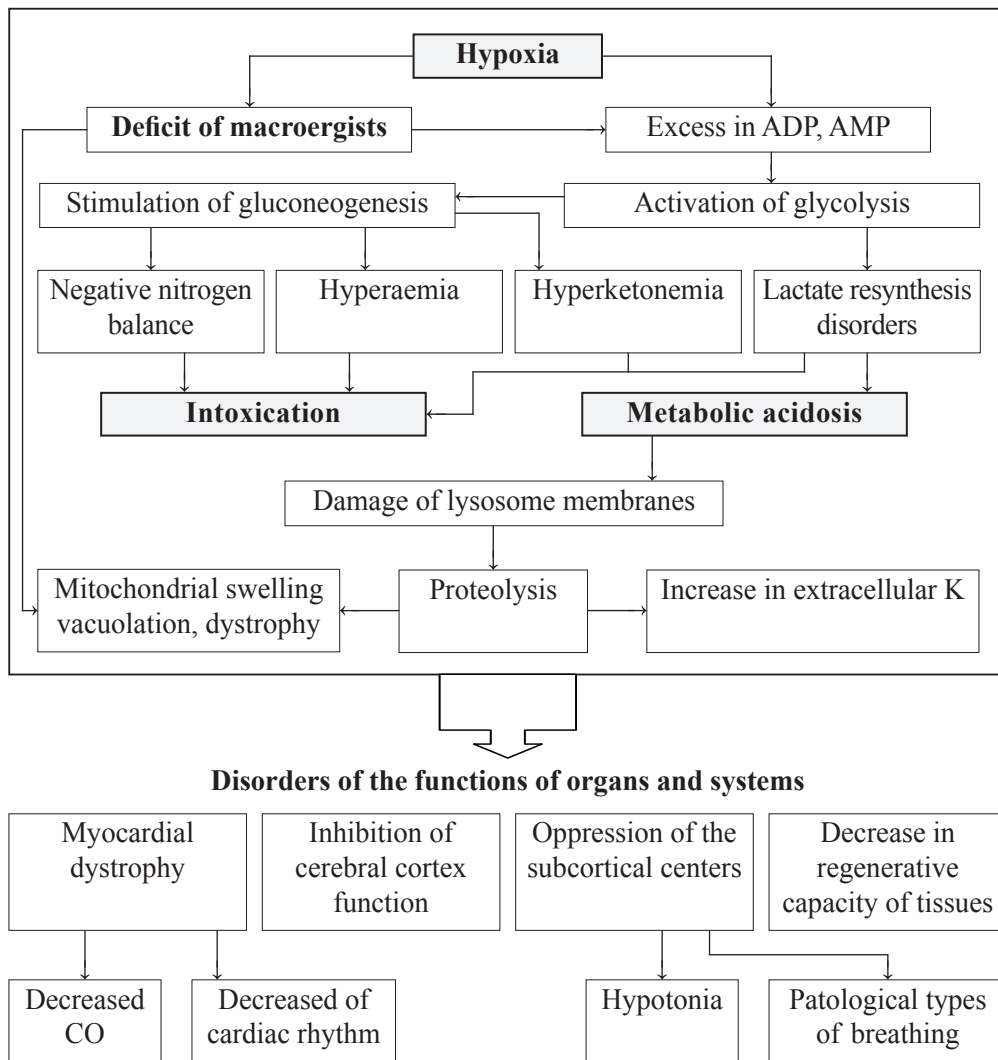 Hypoxia
Deficit of macroergists
Excess in ADP, AMP
Stimulation of gluconeogenesis
Activation of glycolysis
Negative nitrogen
balance
Hyperaemia
Hyperketonemia
Lactate resynthesis
disorders
Intoxication
Metabolic acidosis
Damage of lysosome membranes
Mitochondrial swelling
vacuolation, dystrophy
Proteolysis
Increase in extracellular K
Disorders of the functions of organs and systems
Myocardial
dystrophy
Inhibition of
cerebral cortex
function
Oppression of the
subcortical centers
Decrease in
regenerative
capacity of tissues
Decreased
CO
Decreased of
cardiac rhythm
Hypotonia
Patological types
of breathing